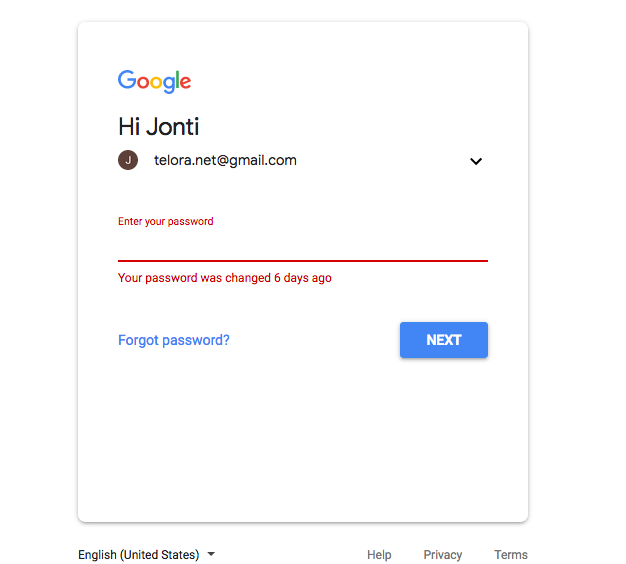 Google
Hi Jonti
J telora.net@gmail.com
Enter your password
Your password was changed 6 days ago
Forgot password? NEXT
English (United States) Help Privacy Terms